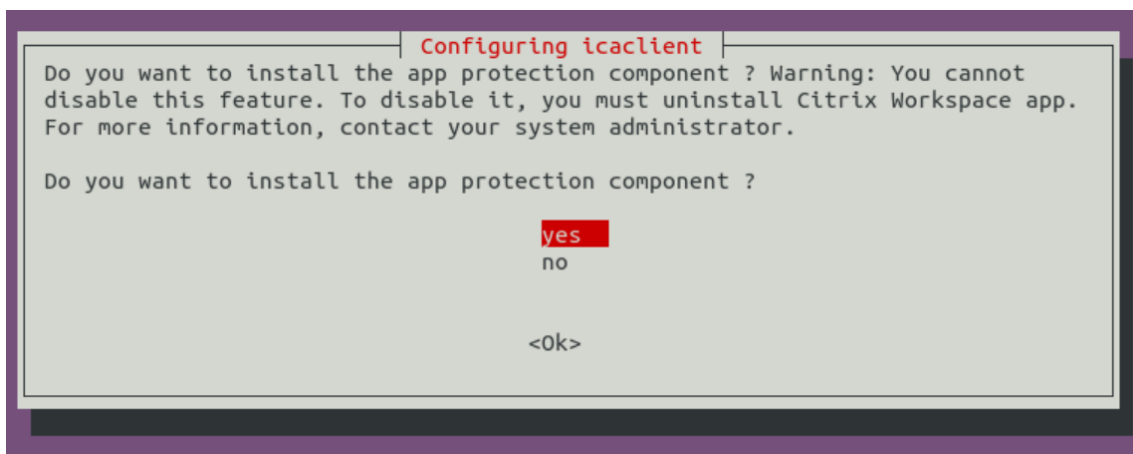 Configuring icaclient
Do you want to install the app protection component ? Warning: You cannot
disable this feature. To disable it, you must uninstall Citrix Workspace app.
For more information, contact your system administrator.
Do you want to install the app protection component ?
yes
no
<Ok>